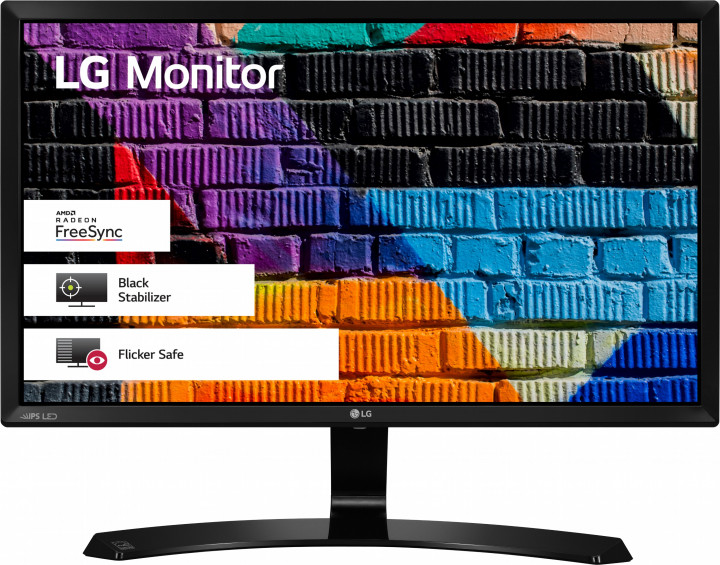 LG Monitor
AMD
RADEON
FreeSync
Black
Stabilizer
Flicker Safe
IPS LED
LG